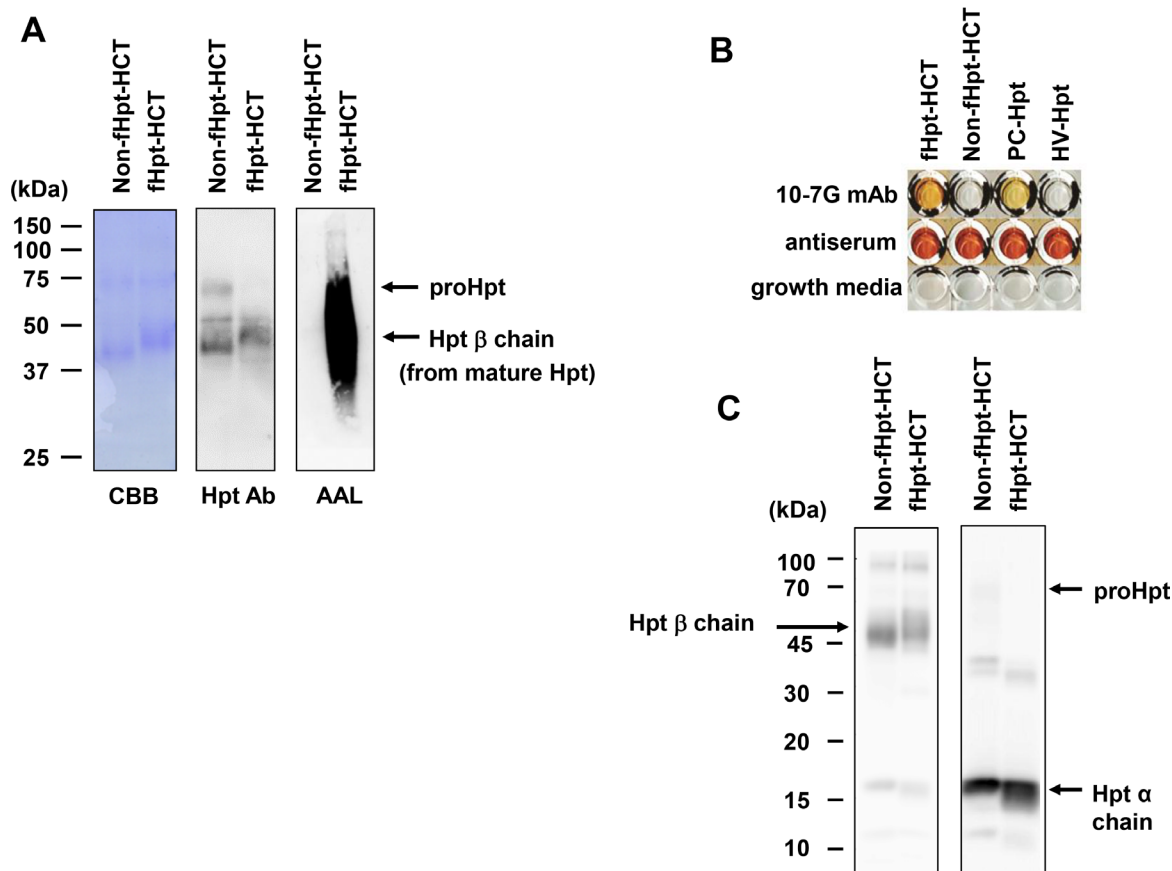 A
Non-fHpt-HCT
fHpt-HCT
Non-fHpt-HCT
fHpt-HCT
Non-fHpt-HCT
fHpt-HCT
(kDa)
150
100
75
50
37
25
proHpt
Hpt β chain
(from mature Hpt)
CBB
Hpt Ab
AAL
B
fHpt-HCT
Non-fHpt-HCT
PC-Hpt
HV-Hpt
10-7G mAb
antiserum
growth media
C
Non-fHpt-HCT
fHpt-HCT
Non-fHpt-HCT
fHpt-HCT
(kDa)
100
70
45
30
20
15
10
Hpt β chain
proHpt
Hpt α
chain